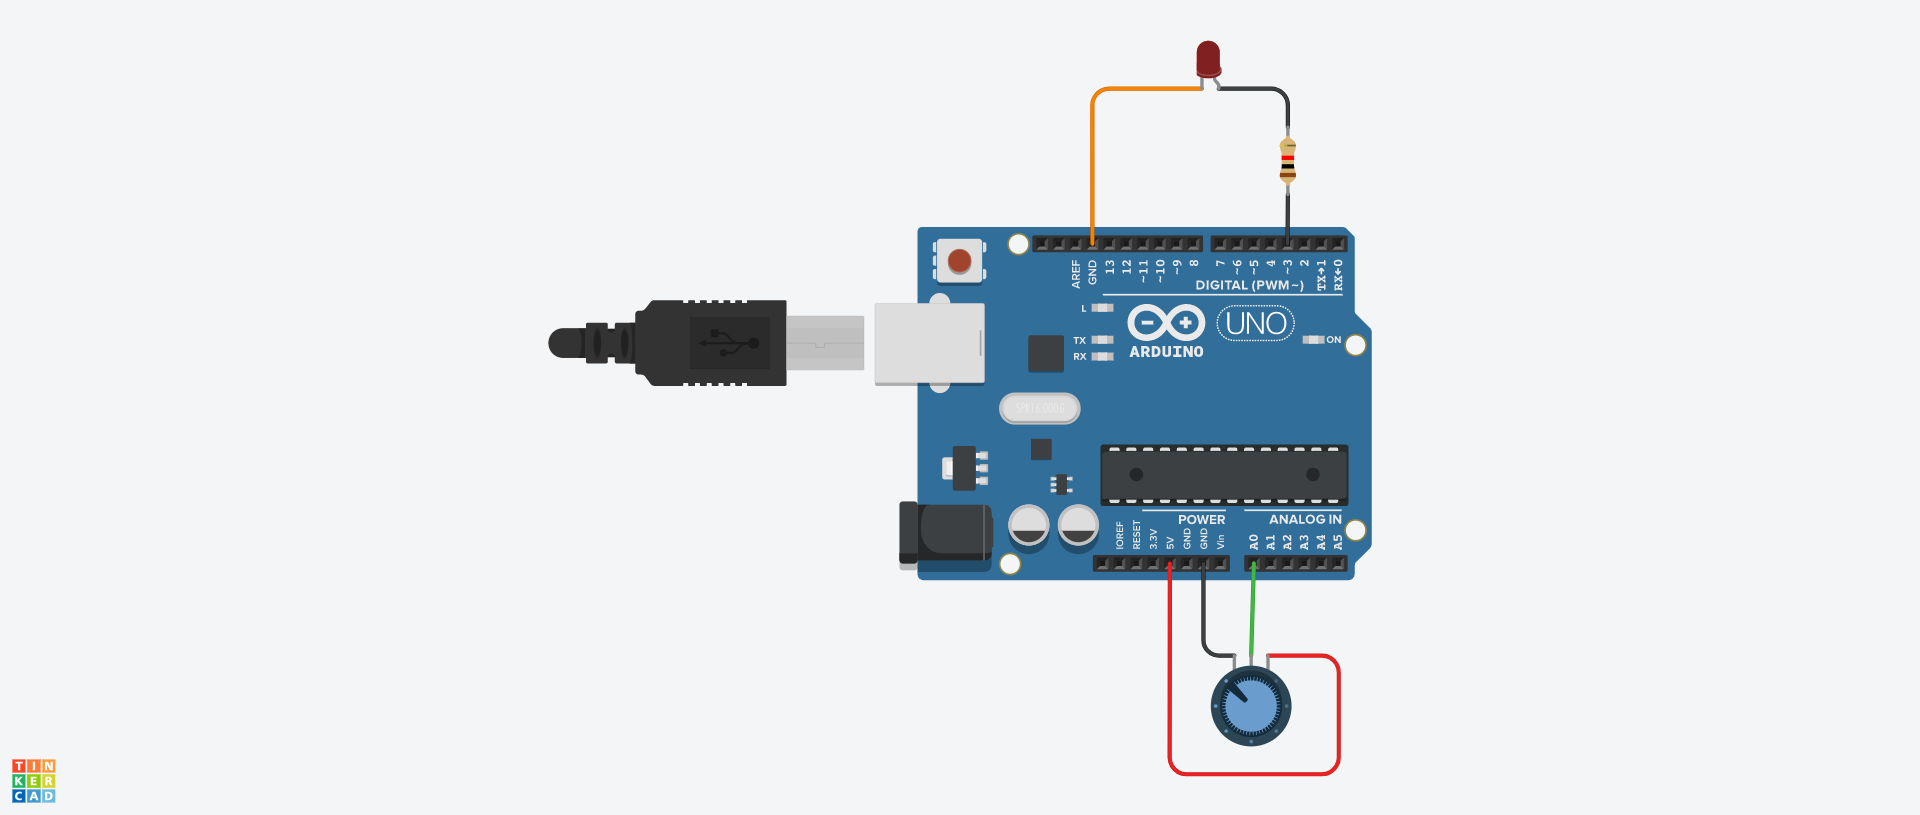 AREF
GND
13
12
~11
~10
~9
8
7
~6
~5
4
~3
2
TX→1
RX←0
DIGITAL (PWM~)
L
TX
RX
ARDUINO
UNO
ON
IOREF
RESET
3.3V
5V
GND
GND
Vin
POWER
ANALOG IN
A0
A1
A2
A3
A4
A5
TIN
KER
CAD